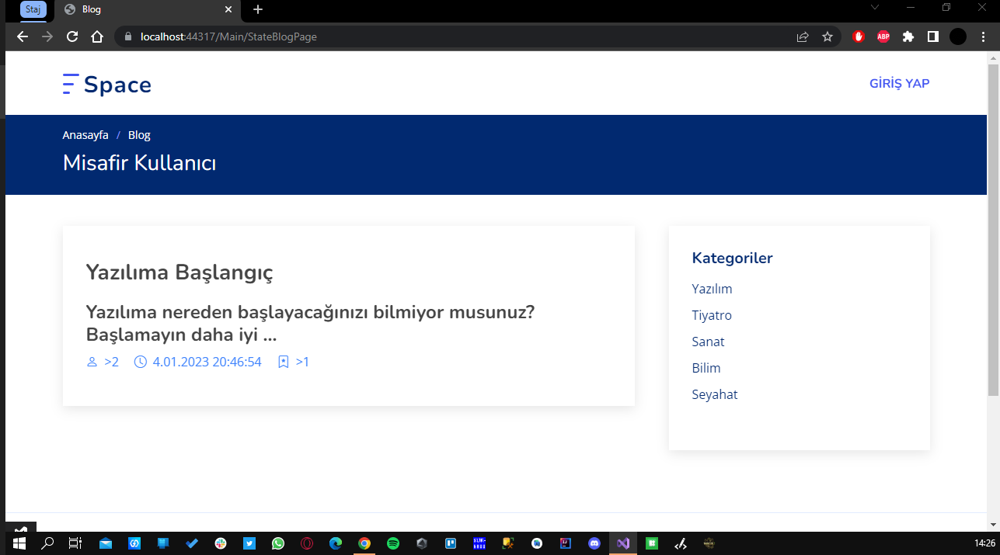 Staj
Blog
localhost:44317/Main/StateBlogPage
ABP
Space
GİRİŞ YAP
Anasayfa / Blog
Misafir Kullanıcı
Yazılıma Başlangıç
Yazılıma nereden başlayacağınızı bilmiyor musunuz?
Başlamayın daha iyi ...
>2 4.01.2023 20:46:54 >1
Kategoriler
Yazılım
Tiyatro
Sanat
Bilim
Seyahat
14:26